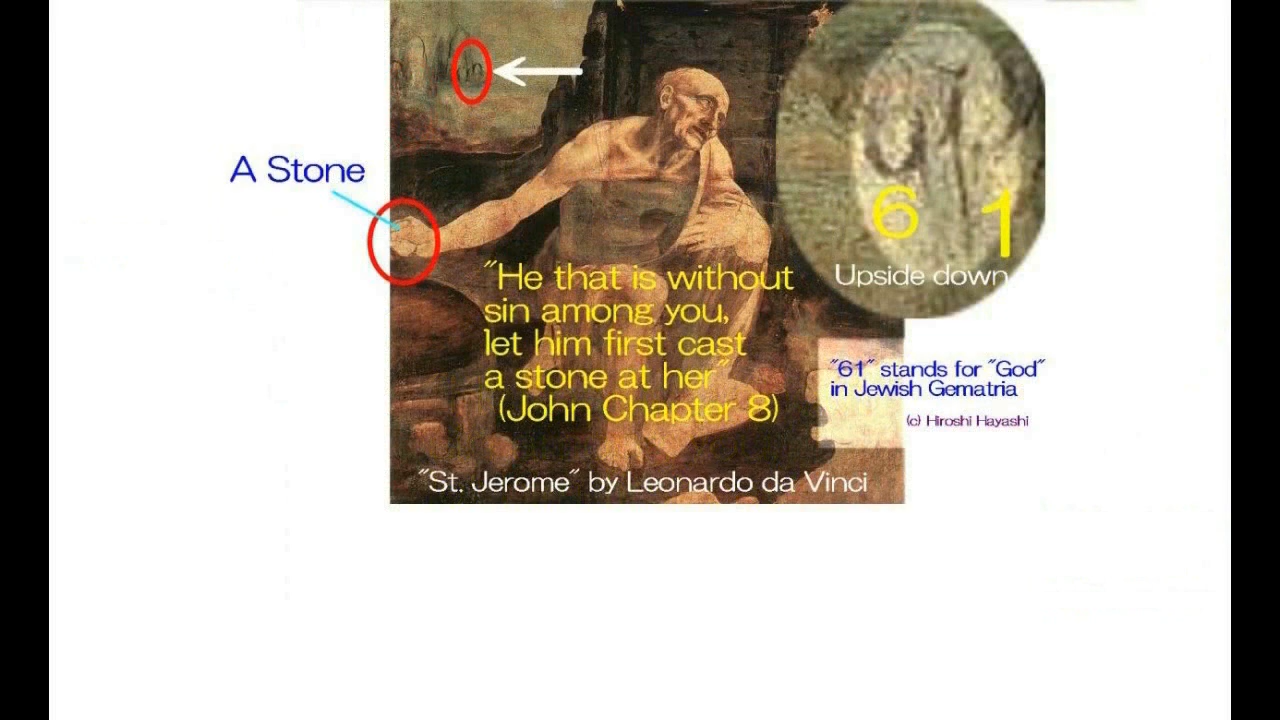 A Stone
"He that is without
sin among you,
let him first cast
a stone at her"
(John Chapter 8)
"St. Jerome" by Leonardo da Vinci
6 1
Upside down
"61" stands for "God"
in Jewish Gematria
(c) Hiroshi Hayashi